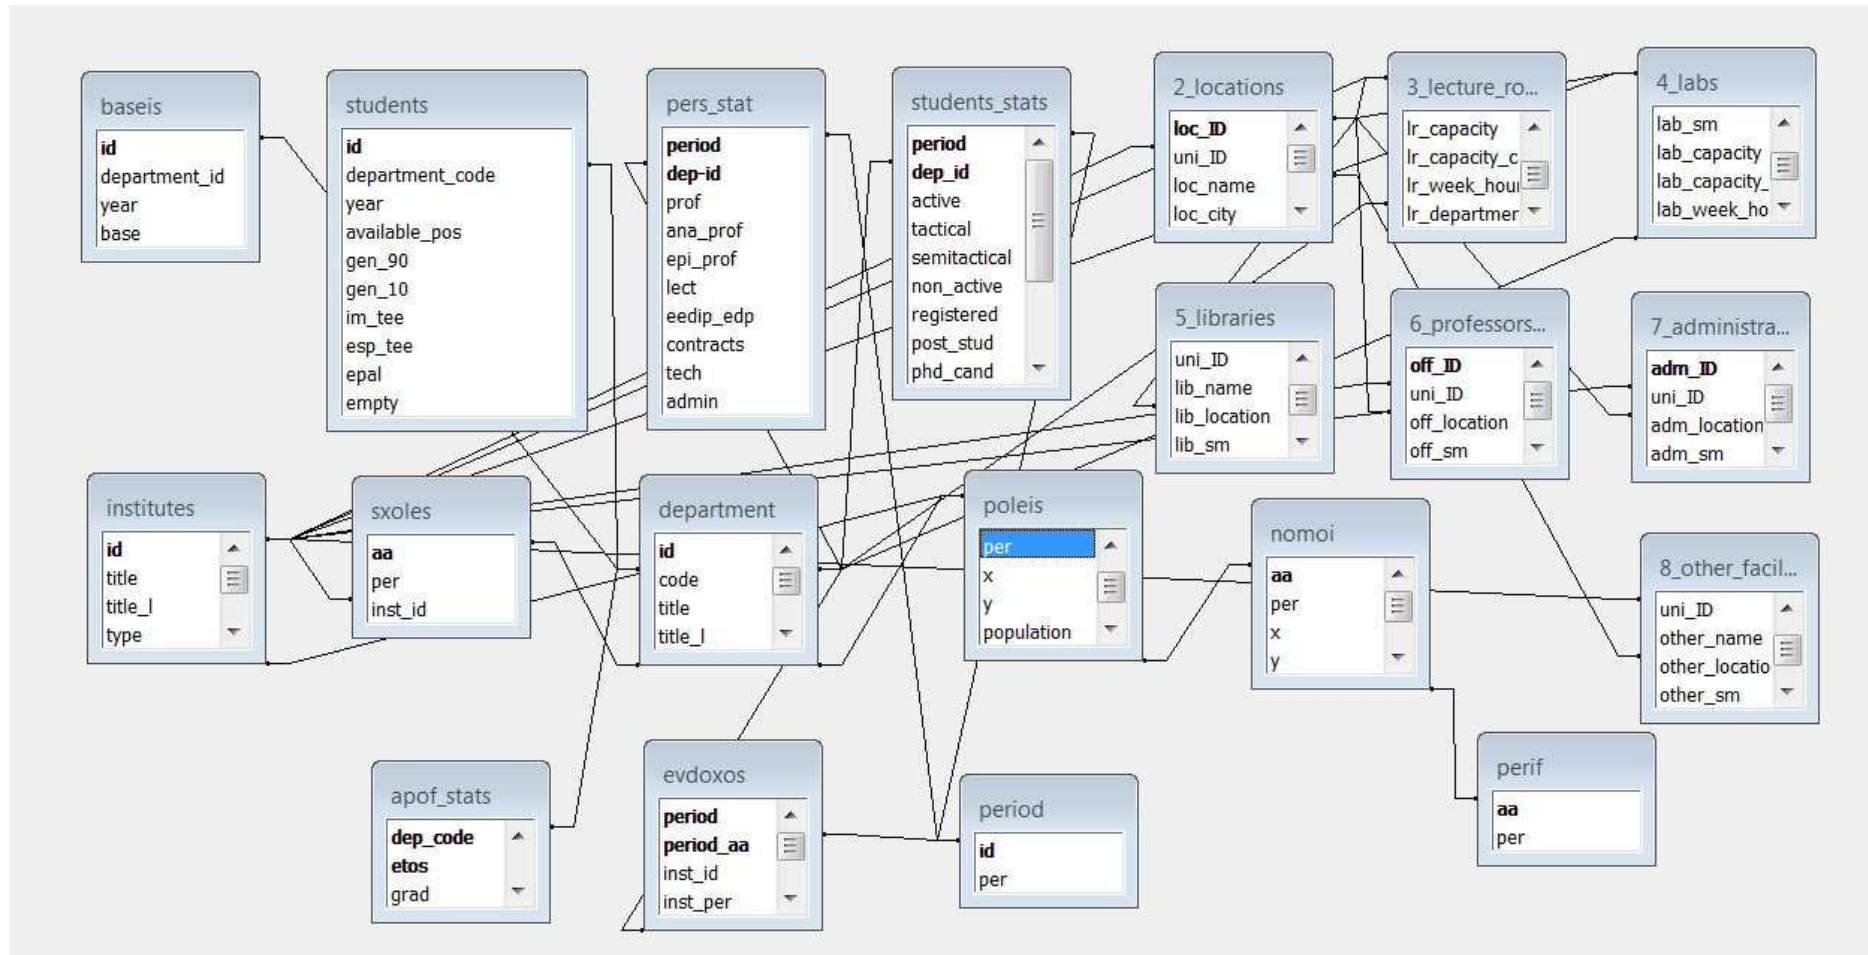 baseis
id
department_id
year
base
students
id
department_code
year
available_pos
gen_90
gen_10
im_tee
esp_tee
epal
empty
pers_stat
period
dep-id
prof
ana_prof
epi_prof
lect
eedip_edp
contracts
tech
admin
students_stats
period
dep_id
active
tactical
semitactical
non_active
registered
post_stud
phd_cand
2_locations
loc_ID
uni_ID
loc_name
loc_city
3_lecture_ro...
lr_capacity
lr_capacity_c
lr_week_hour
lr_departmer
4_labs
lab_sm
lab_capacity
lab_capacity_
lab_week_ho
5_libraries
uni_ID
lib_name
lib_location
lib_sm
6_professors...
off_ID
uni_ID
off_location
off_sm
7_administra...
adm_ID
uni_ID
adm_location
adm_sm
institutes
id
title
title_l
type
sxoles
aa
per
inst_id
department
id
code
title
title_l
poleis
per
x
y
population
nomoi
aa
per
x
y
8_other_facil...
uni_ID
other_name
other_locatio
other_sm
apof_stats
dep_code
etos
grad
evdoxos
period
period_aa
inst_id
inst_per
period
id
per
perif
aa
per